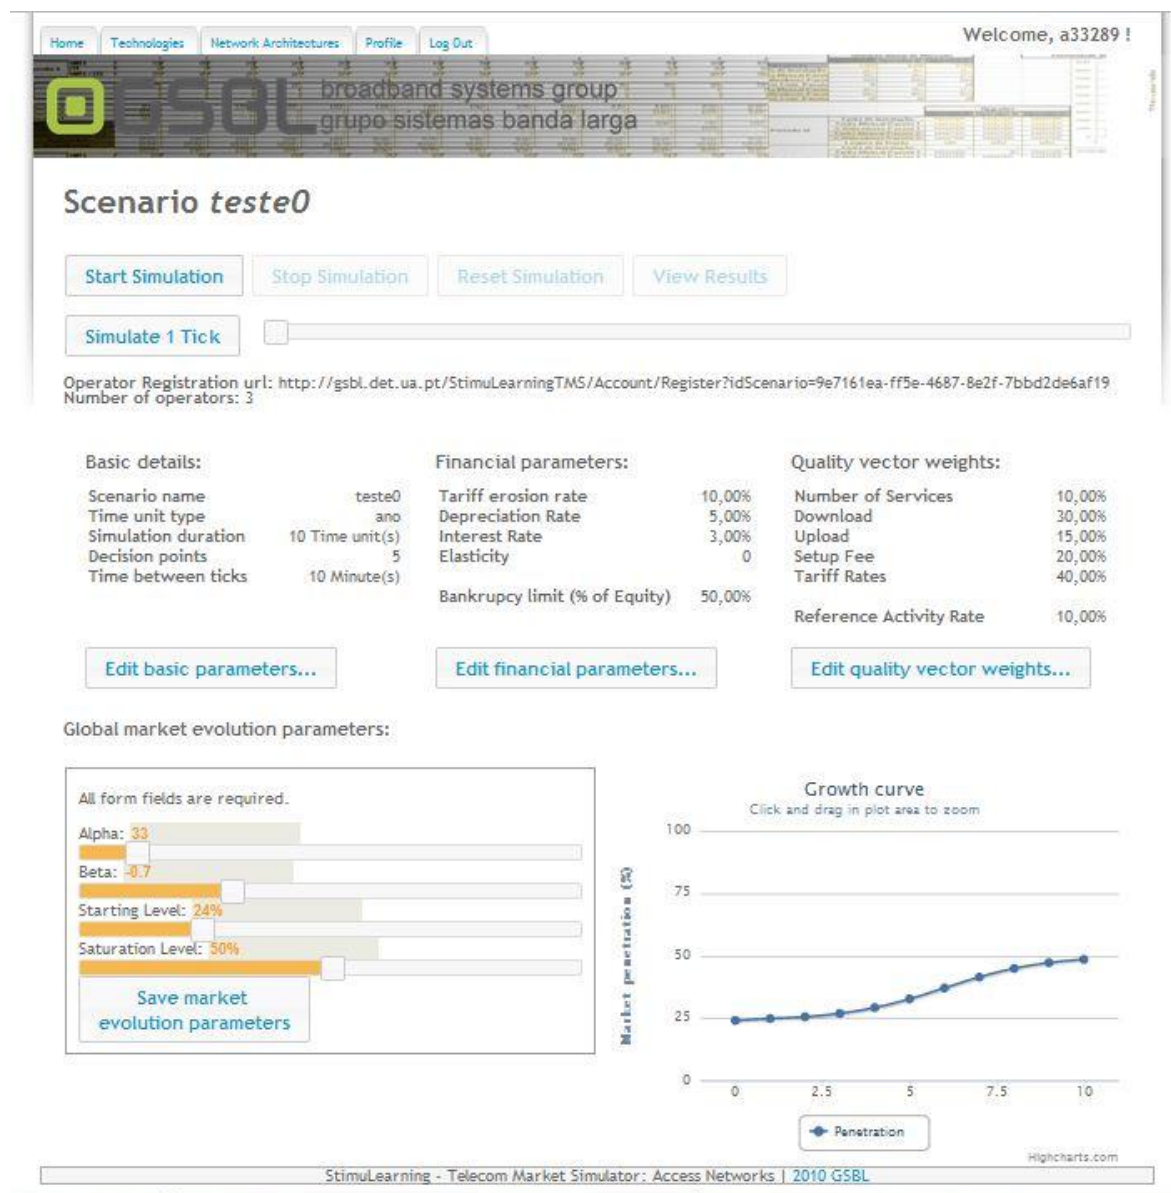 Home Technologies Network Architectures Profile Log Out
Welcome, a33289 !
GSBL broadband systems group
grupo sistemas banda larga
Scenario teste0
Start Simulation Stop Simulation Reset Simulation View Results
Simulate 1 Tick
Operator Registration url: http://gsbl.det.ua.pt/StimuLearningTMS/Account/Register?idScenario=9e7161ea-ff5e-4687-8e2f-7bbd2de6af19
Number of operators: 3
Basic details:
Scenario name teste0
Time unit type ano
Simulation duration 10 Time unit(s)
Decision points 5
Time between ticks 10 Minute(s)
Edit basic parameters...
Financial parameters:
Tariff erosion rate 10,00%
Depreciation Rate 5,00%
Interest Rate 3,00%
Elasticity 0
Bankrupcy limit (% of Equity) 50,00%
Edit financial parameters...
Quality vector weights:
Number of Services 10,00%
Download 30,00%
Upload 15,00%
Setup Fee 20,00%
Tariff Rates 40,00%
Reference Activity Rate 10,00%
Edit quality vector weights...
Global market evolution parameters:
All form fields are required.
Alpha: 33
Beta: -0.7
Starting Level: 24%
Saturation Level: 50%
Save market
evolution parameters
Growth curve
Click and drag in plot area to zoom
Market penetration (%)
100
75
50
25
0
0 2.5 5 7.5 10
Penetration
Highcharts.com
StimuLearning - Telecom Market Simulator: Access Networks | 2010 GSBL